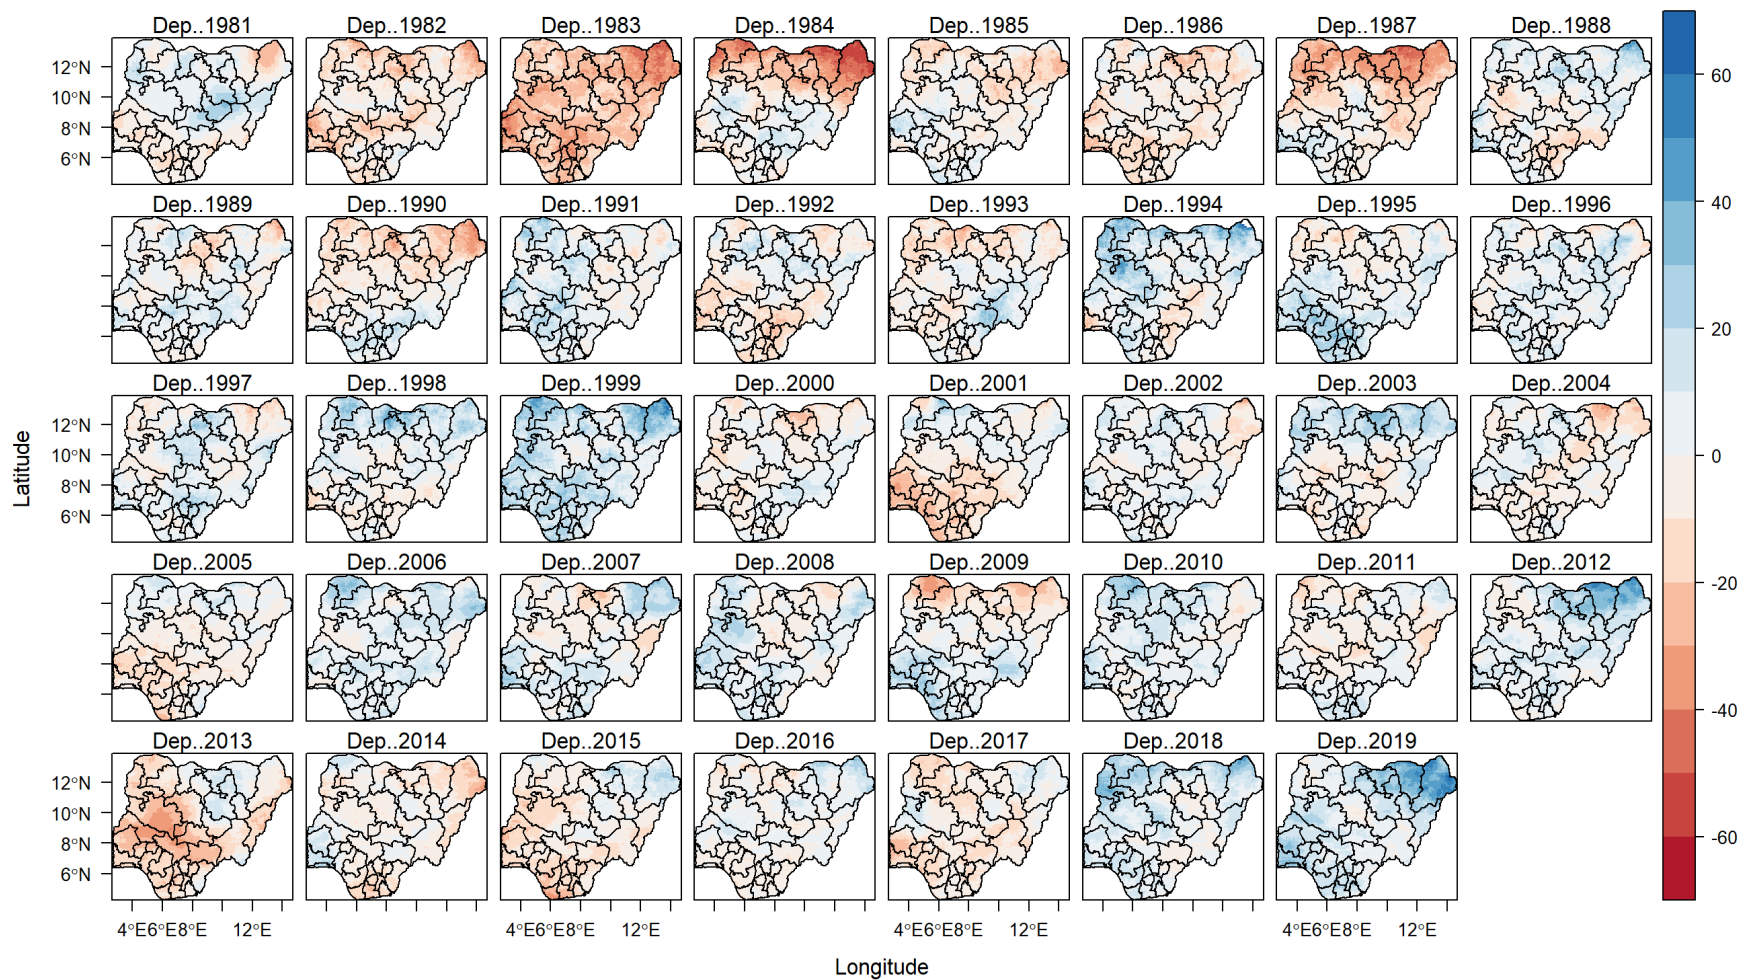 Dep..1981 Dep..1982 Dep..1983 Dep..1984 Dep..1985 Dep..1986 Dep..1987 Dep..1988
12°N
10°N
8°N
6°N
Dep..1989 Dep..1990 Dep..1991 Dep..1992 Dep..1993 Dep..1994 Dep..1995 Dep..1996
Dep..1997 Dep..1998 Dep..1999 Dep..2000 Dep..2001 Dep..2002 Dep..2003 Dep..2004
12°N
10°N
8°N
6°N
Dep..2005 Dep..2006 Dep..2007 Dep..2008 Dep..2009 Dep..2010 Dep..2011 Dep..2012
Dep..2013 Dep..2014 Dep..2015 Dep..2016 Dep..2017 Dep..2018 Dep..2019
12°N
10°N
8°N
6°N
4°E6°E8°E 12°E 4°E6°E8°E 12°E 4°E6°E8°E 12°E 4°E6°E8°E 12°E
Longitude
Latitude
60
40
20
0
-20
-40
-60